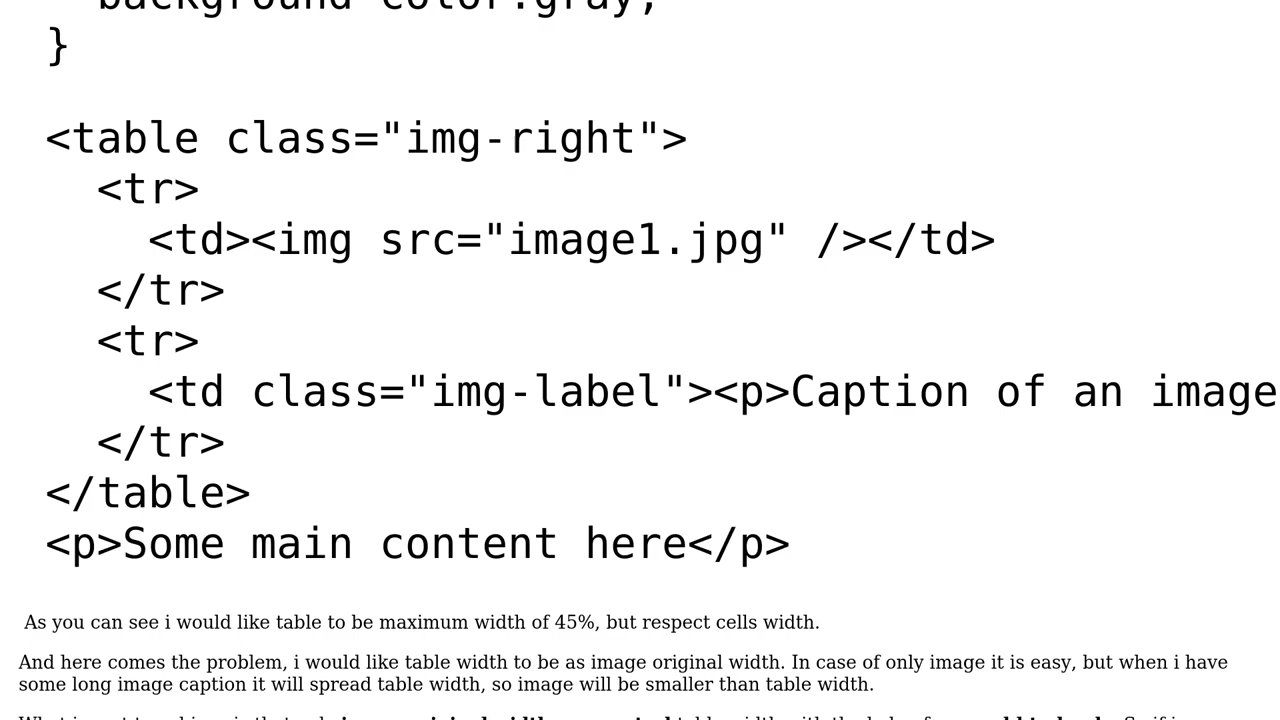 background-color:gray;
}
<table class="img-right">
<tr>
<td><img src="image1.jpg" /></td>
</tr>
<tr>
<td class="img-label"><p>Caption of an image
</tr>
</table>
<p>Some main content here</p>
As you can see i would like table to be maximum width of 45%, but respect cells width.
And here comes the problem, i would like table width to be as image original width. In case of only image it is easy, but when i have
some long image caption it will spread table width, so image will be smaller than table width.